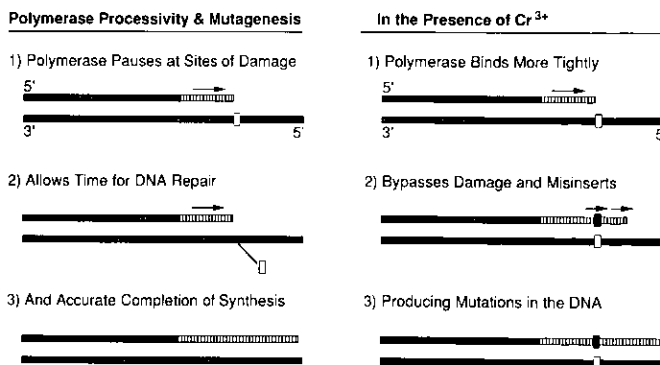 Polymerase Processivity & Mutagenesis
1) Polymerase Pauses at Sites of Damage
5'
3'
5'
2) Allows Time for DNA Repair
3) And Accurate Completion of Synthesis
In the Presence of Cr³⁺
1) Polymerase Binds More Tightly
5'
3'
5'
2) Bypasses Damage and Misinserts
3) Producing Mutations in the DNA